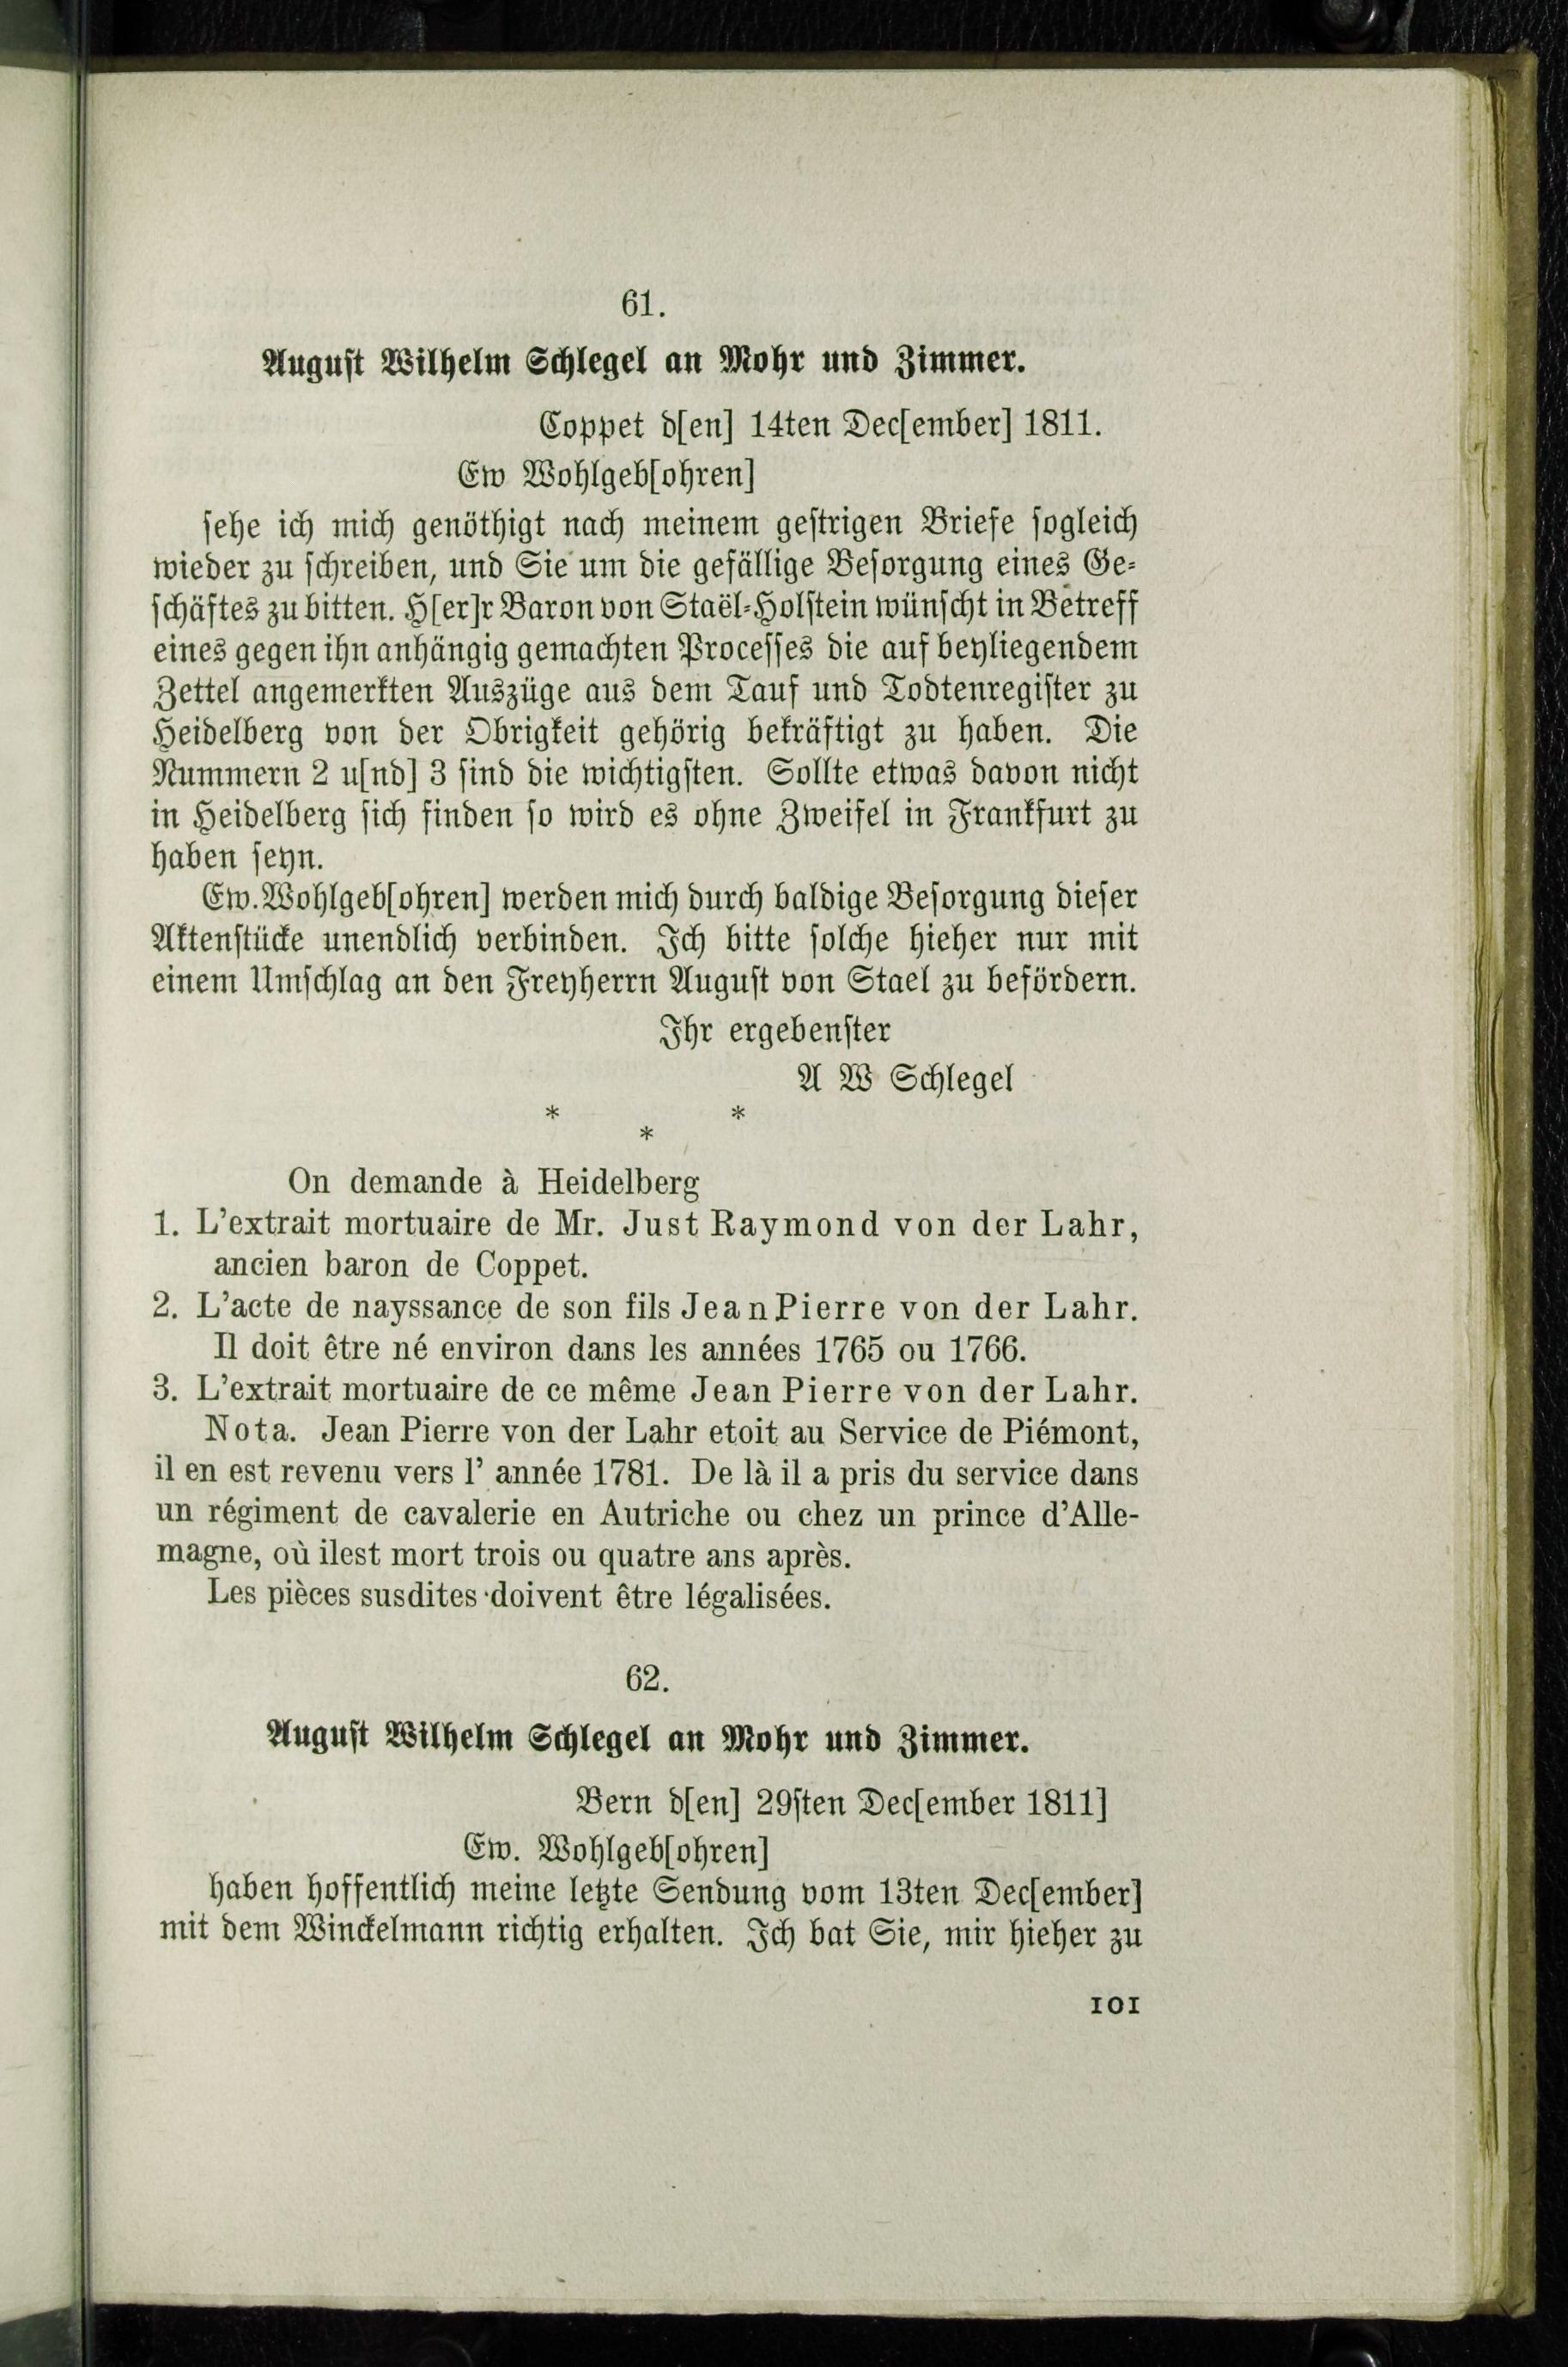 61.
August Wilhelm Schlegel an Mohr und Zimmer.
Coppet d[en] 14ten Dec[ember] 1811.
Ew Wohlgeb[ohren]
sehe ich mich genöthigt nach meinem gestrigen Briefe sogleich
wieder zu schreiben, und Sie um die gefällige Besorgung eines Ge-
schäftes zu bitten. H[er]r Baron von Staël-Holstein wünscht in Betreff
eines gegen ihn anhängig gemachten Processes die auf beyliegendem
Zettel angemerkten Auszüge aus dem Tauf und Todtenregister zu
Heidelberg von der Obrigkeit gehörig bekräftigt zu haben. Die
Nummern 2 u[nd] 3 sind die wichtigsten. Sollte etwas davon nicht
in Heidelberg sich finden so wird es ohne Zweifel in Frankfurt zu
haben seyn.
Ew. Wohlgeb[ohren] werden mich durch baldige Besorgung dieser
Aktenstücke unendlich verbinden. Ich bitte solche hieher nur mit
einem Umschlag an den Freyherrn August von Stael zu befördern.
Ihr ergebenster
A W Schlegel
* *
*
On demande à Heidelberg
1. L'extrait mortuaire de Mr. Just Raymond von der Lahr,
ancien baron de Coppet.
2. L'acte de nayssance de son fils Jean Pierre von der Lahr.
Il doit être né environ dans les années 1765 ou 1766.
3. L'extrait mortuaire de ce même Jean Pierre von der Lahr.
Nota. Jean Pierre von der Lahr etoit au Service de Piémont,
il en est revenu vers l' année 1781. De là il a pris du service dans
un régiment de cavalerie en Autriche ou chez un prince d'Alle-
magne, où ilest mort trois ou quatre ans après.
Les pièces susdites doivent être légalisées.
62.
August Wilhelm Schlegel an Mohr und Zimmer.
Bern d[en] 29sten Dec[ember 1811]
Ew. Wohlgeb[ohren]
haben hoffentlich meine letzte Sendung vom 13ten Dec[ember]
mit dem Winckelmann richtig erhalten. Ich bat Sie, mir hieher zu
101